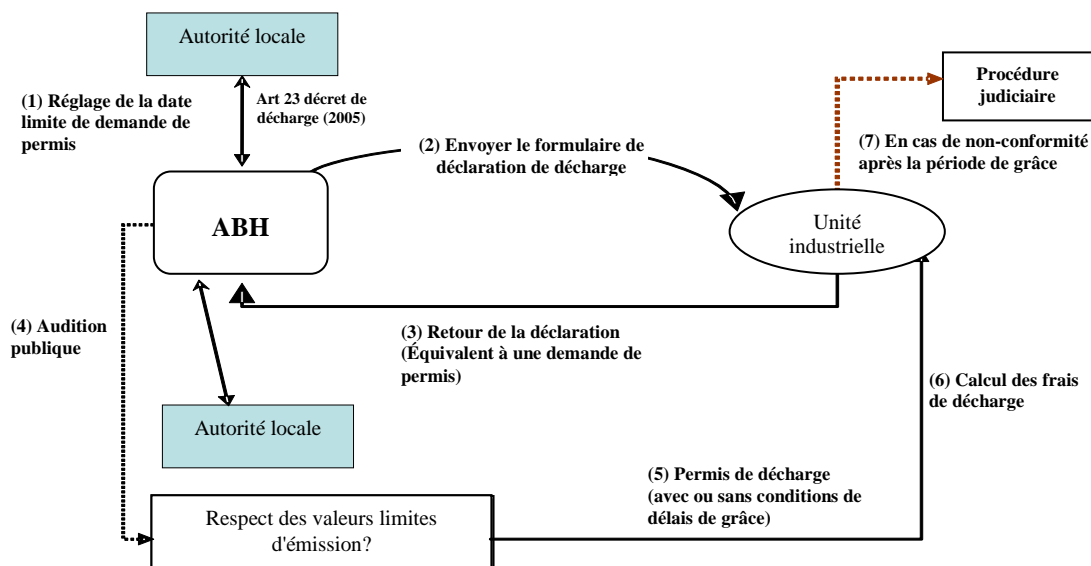 Autorité locale
(1) Réglage de la date
limite de demande de
permis
Art 23 décret de
décharge (2005)
(2) Envoyer le formulaire de
déclaration de décharge
Procédure
judiciaire
(7) En cas de non-conformité
après la période de grâce
ABH
Unité
industrielle
(3) Retour de la déclaration
(Équivalent à une demande de
permis)
(4) Audition
publique
(6) Calcul des frais
de décharge
Autorité locale
(5) Permis de décharge
(avec ou sans conditions de
délais de grâce)
Respect des valeurs limites
d'émission?